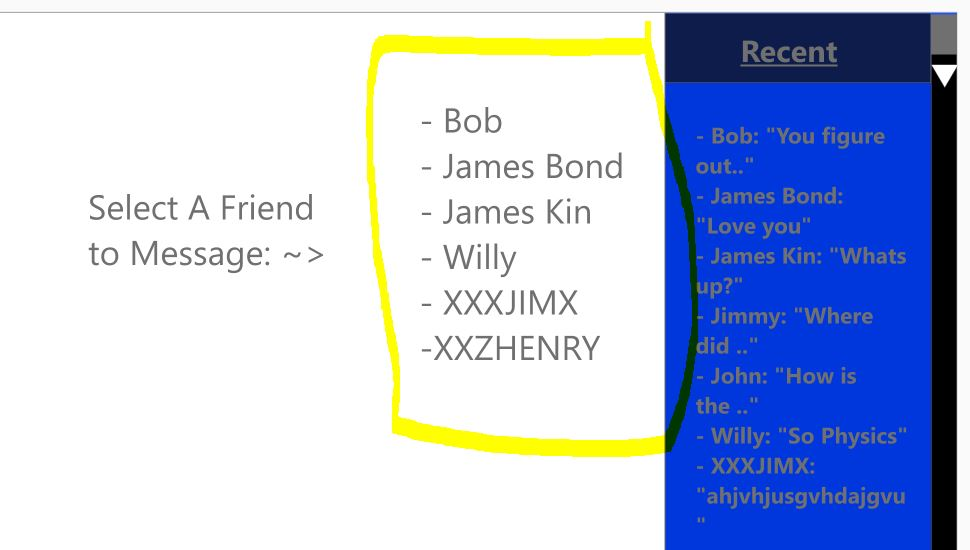 Select A Friend
to Message: ~>
- Bob
- James Bond
- James Kin
- Willy
- XXXJIMX
-XXZHENRY
Recent
- Bob: "You figure
out.."
- James Bond:
"Love you"
- James Kin: "Whats
up?"
- Jimmy: "Where
did .."
- John: "How is
the .."
- Willy: "So Physics"
- XXXJIMX:
"ahjvhjusgvhdajgvu
"